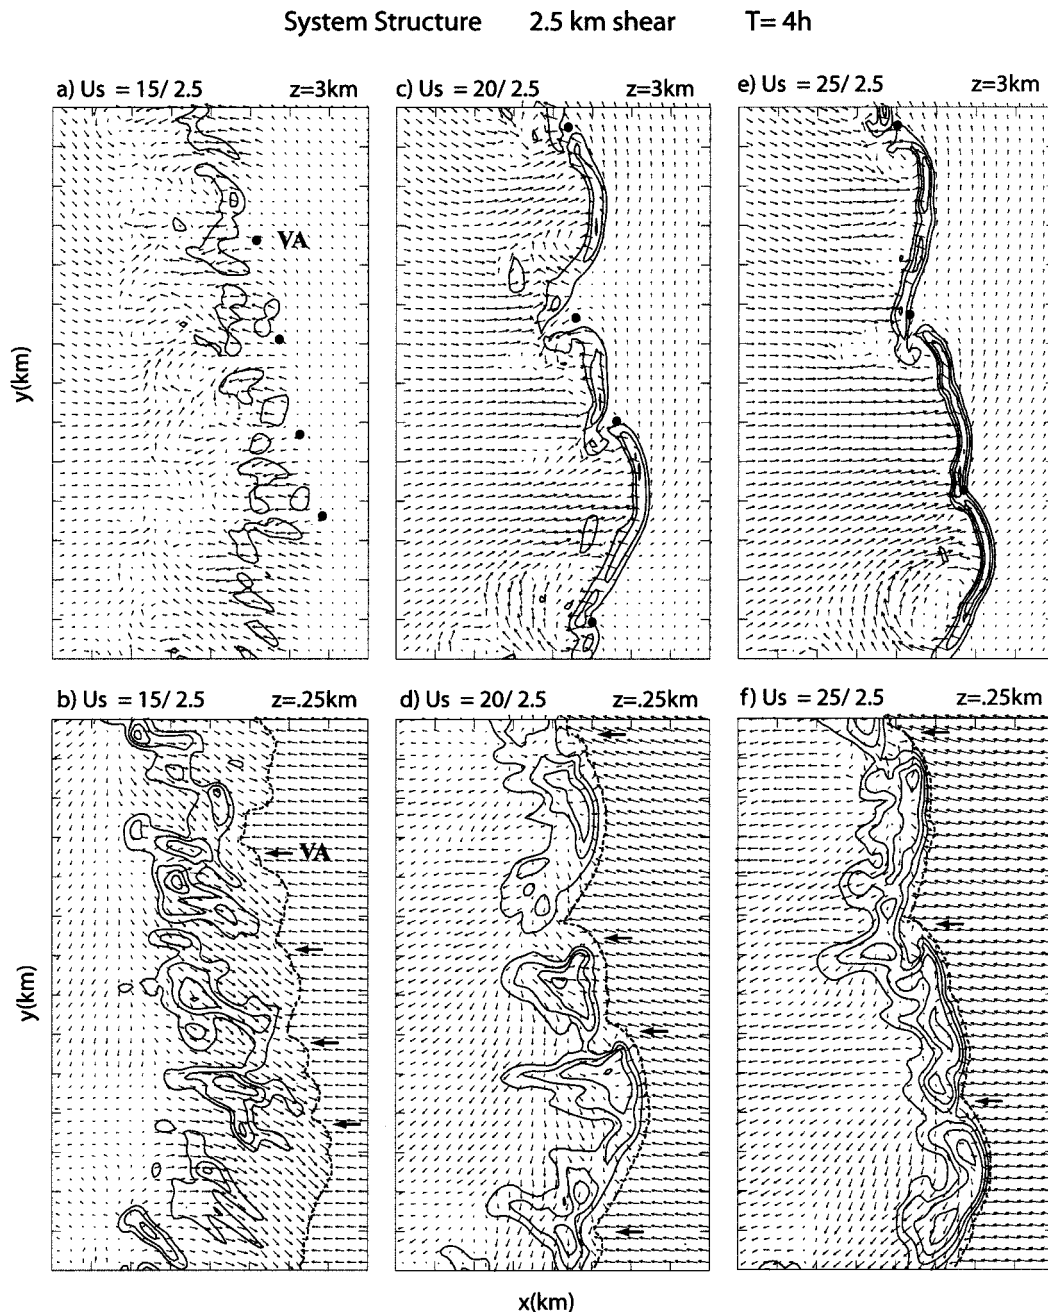 System Structure 2.5 km shear T= 4h
a) Us = 15/ 2.5 z=3km
c) Us = 20/ 2.5 z=3km
e) Us = 25/ 2.5 z=3km
VA
y(km)
b) Us = 15/ 2.5 z=.25km
d) Us = 20/ 2.5 z=.25km
f) Us = 25/ 2.5 z=.25km
VA
y(km)
x(km)